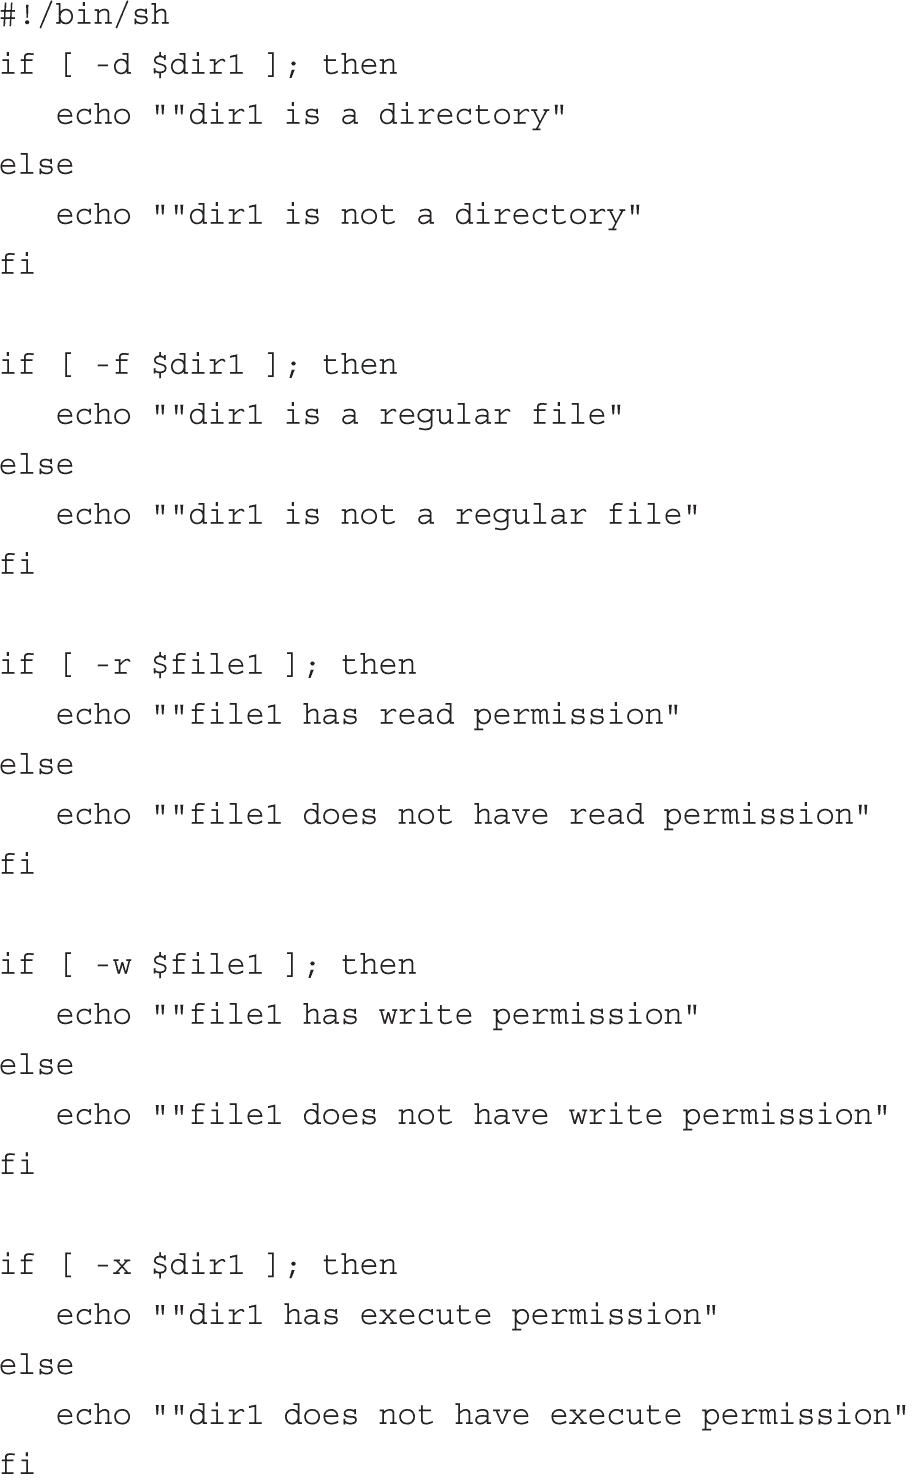 #!/bin/sh
if [ -d $dir1 ]; then
   echo ""dir1 is a directory"
else
   echo ""dir1 is not a directory"
fi

if [ -f $dir1 ]; then
   echo ""dir1 is a regular file"
else
   echo ""dir1 is not a regular file"
fi

if [ -r $file1 ]; then
   echo ""file1 has read permission"
else
   echo ""file1 does not have read permission"
fi

if [ -w $file1 ]; then
   echo ""file1 has write permission"
else
   echo ""file1 does not have write permission"
fi

if [ -x $dir1 ]; then
   echo ""dir1 has execute permission"
else
   echo ""dir1 does not have execute permission"
fi